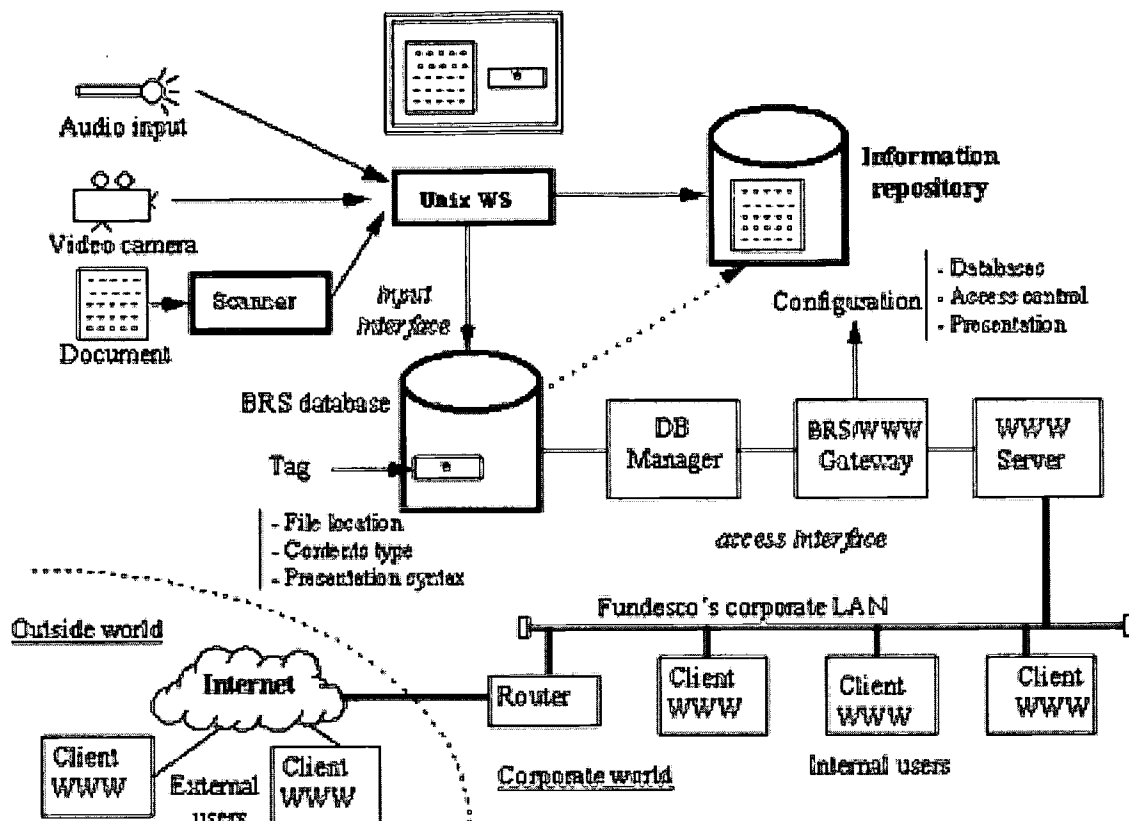 Audio input
Unix WS
Information
repository
Video camera
Scanner
Input
interface
Document
Configuration
- Databases
- Access control
- Presentation
BRS database
Tag
DB
Manager
BRS/WWW
Gateway
WWW
Server
- File location
- Contents type
- Presentation syntax
access interface
Fundesco´s corporate LAN
Outside world
Internet
Router
Client
WWW
Client
WWW
Client
WWW
Client
WWW
External
users
Client
WWW
Corporate world
Internal users